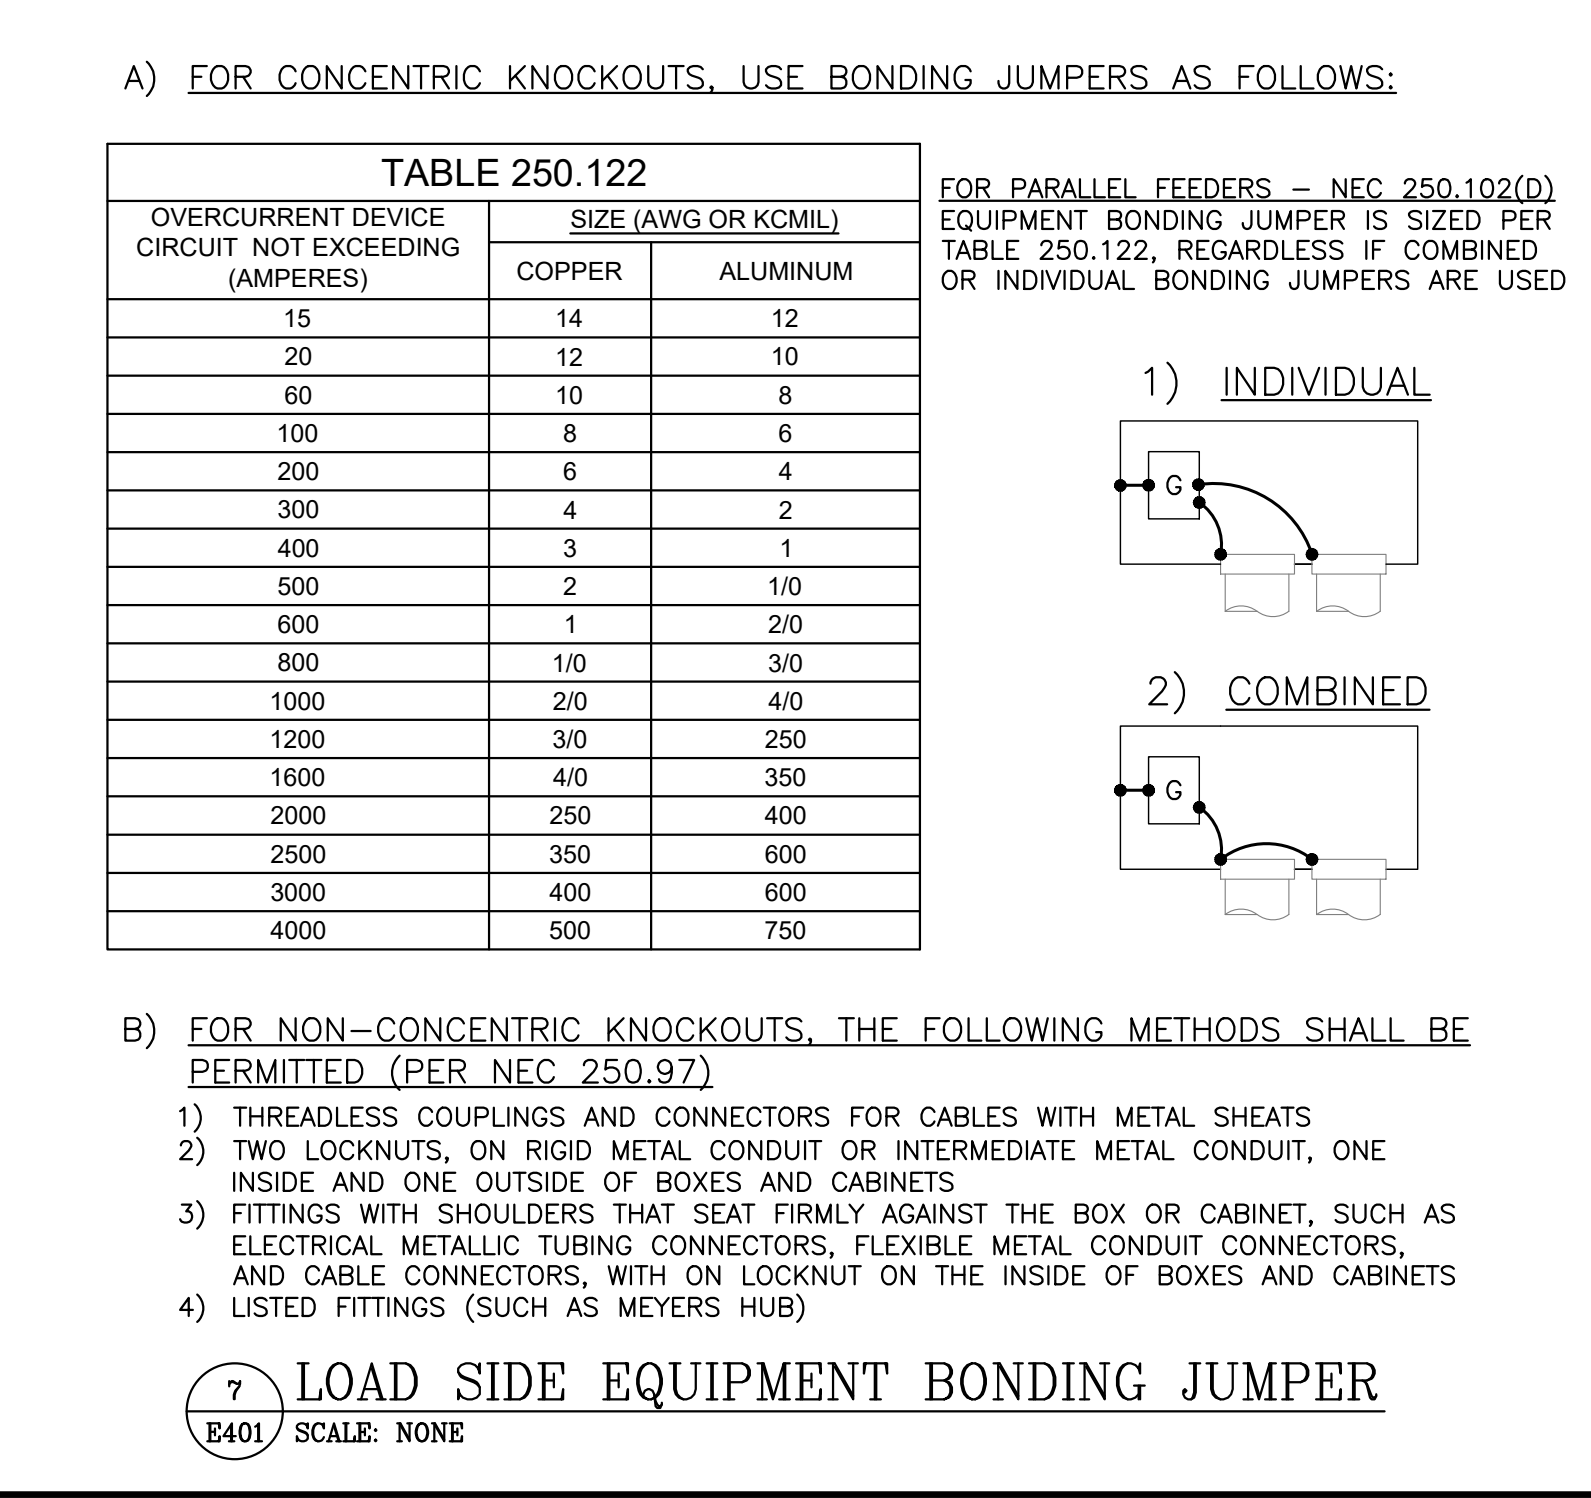 A) FOR CONCENTRIC KNOCKOUTS, USE BONDING JUMPERS AS FOLLOWS:
TABLE 250.122
OVERCURRENT DEVICE
CIRCUIT NOT EXCEEDING
(AMPERES)
SIZE (AWG OR KCMIL)
COPPER ALUMINUM
15 14 12
20 12 10
60 10 8
100 8 6
200 6 4
300 4 2
400 3 1
500 2 1/0
600 1 2/0
800 1/0 3/0
1000 2/0 4/0
1200 3/0 250
1600 4/0 350
2000 250 400
2500 350 600
3000 400 600
4000 500 750
FOR PARALLEL FEEDERS – NEC 250.102(D)
EQUIPMENT BONDING JUMPER IS SIZED PER
TABLE 250.122, REGARDLESS IF COMBINED
OR INDIVIDUAL BONDING JUMPERS ARE USED
1) INDIVIDUAL
G
2) COMBINED
G
B) FOR NON–CONCENTRIC KNOCKOUTS, THE FOLLOWING METHODS SHALL BE
PERMITTED (PER NEC 250.97)
1) THREADLESS COUPLINGS AND CONNECTORS FOR CABLES WITH METAL SHEATS
2) TWO LOCKNUTS, ON RIGID METAL CONDUIT OR INTERMEDIATE METAL CONDUIT, ONE
INSIDE AND ONE OUTSIDE OF BOXES AND CABINETS
3) FITTINGS WITH SHOULDERS THAT SEAT FIRMLY AGAINST THE BOX OR CABINET, SUCH AS
ELECTRICAL METALLIC TUBING CONNECTORS, FLEXIBLE METAL CONDUIT CONNECTORS,
AND CABLE CONNECTORS, WITH ON LOCKNUT ON THE INSIDE OF BOXES AND CABINETS
4) LISTED FITTINGS (SUCH AS MEYERS HUB)
7 LOAD SIDE EQUIPMENT BONDING JUMPER
E401 SCALE: NONE